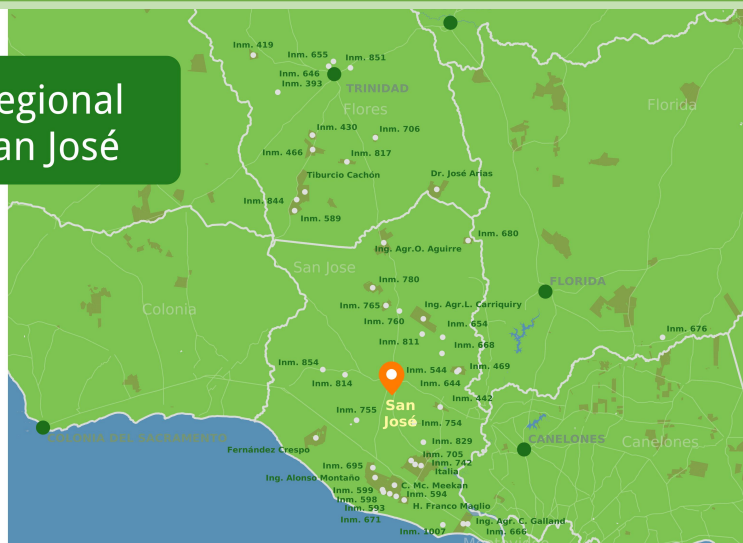 egional
an José
Inm. 419
Inm. 655
Inm. 851
Inm. 646
Inm. 393
TRINIDAD
Flores
Florida
Inm. 430
Inm. 706
Inm. 466
Inm. 817
Tiburcio Cachón
Dr. José Arias
Inm. 844
Inm. 589
Inm. 680
Ing. Agr.O. Aguirre
San Jose
Inm. 780
FLORIDA
Colonia
Inm. 765
Ing. Agr.L. Carriquiry
Inm. 760
Inm. 654
Inm. 676
Inm. 811
Inm. 668
Inm. 854
Inm. 544
Inm. 469
Inm. 814
Inm. 644
Inm. 442
San
José
Inm. 755
Inm. 754
COLONIA DEL SACRAMENTO
Inm. 829
CANELONES
Canelones
Fernández Crespo
Inm. 705
Inm. 742
Inm. 695
Italia
Ing. Alonso Montaño
C. Mc. Meekan
Inm. 599
Inm. 594
Inm. 598
Inm. 593
H. Franco Maglio
Inm. 671
Ing. Agr. C. Galland
Inm. 1007
Inm. 666